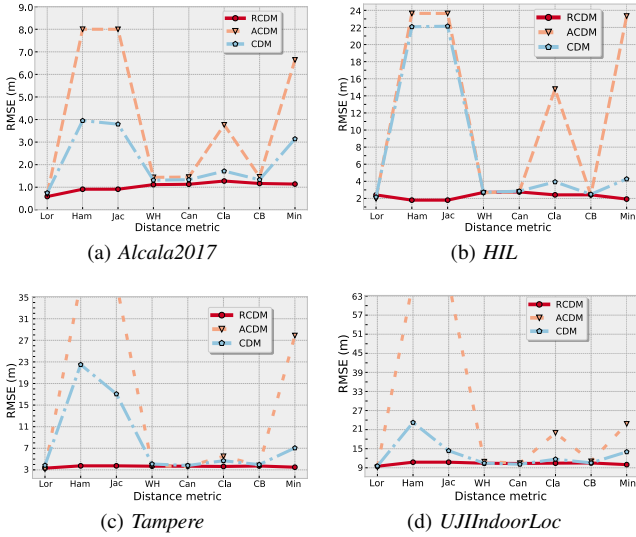 9.0
8.0
7.0
6.0
5.0
4.0
3.0
2.0
1.0
0.0
RMSE (m)
RCDM
ACDM
CDM
Lor Ham Jac WH Can Cla CB Min
Distance metric
(a) Alcala2017
24
22
20
18
16
14
12
10
8
6
4
2
RMSE (m)
RCDM
ACDM
CDM
Lor Ham Jac WH Can Cla CB Min
Distance metric
(b) HIL
35
31
27
23
19
15
11
7
3
RMSE (m)
RCDM
ACDM
CDM
Lor Ham Jac WH Can Cla CB Min
Distance metric
(c) Tampere
63
57
51
45
39
33
27
21
15
9
RMSE (m)
RCDM
ACDM
CDM
Lor Ham Jac WH Can Cla CB Min
Distance metric
(d) UJIIndoorLoc